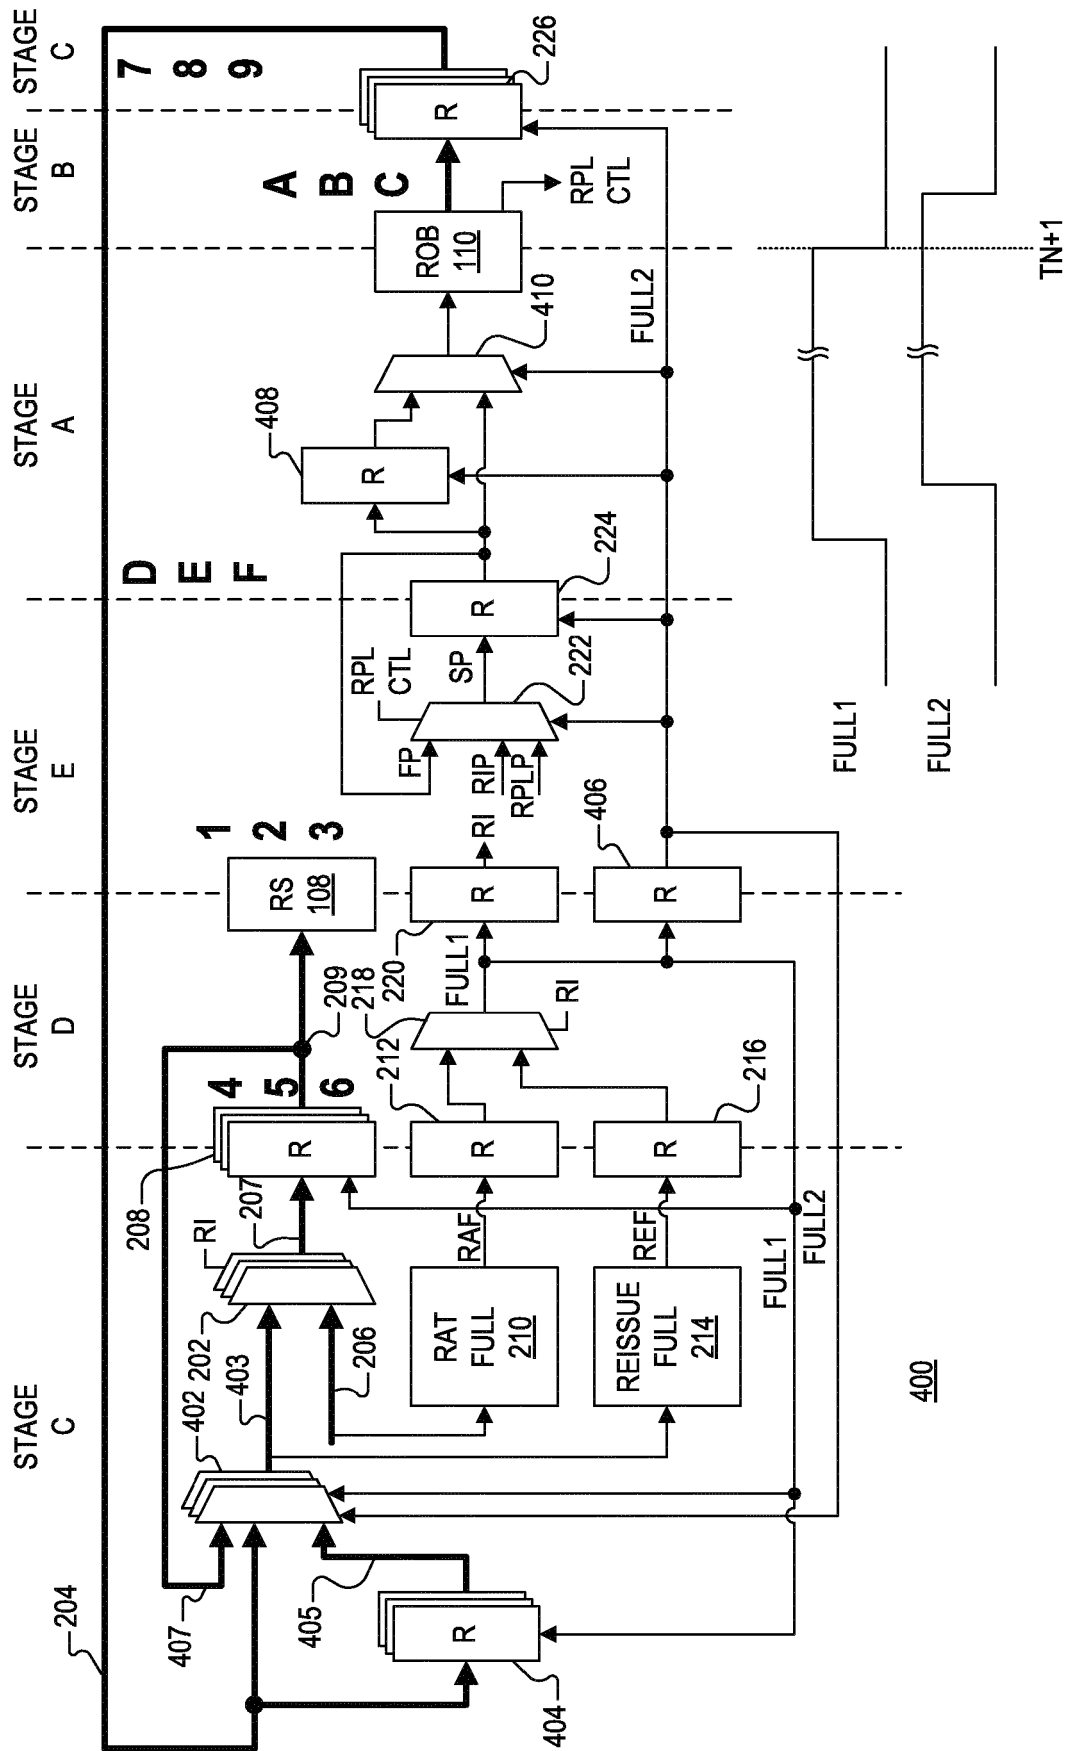 STAGE C
STAGE D
STAGE E
STAGE A
STAGE B
STAGE C
204
7
8
9
407
402
202
403
RI
207
208
4
5
6
209
R
RS
108
1
2
3
D
E
F
A
B
C
R
226
405
R
404
206
RAT
FULL
210
RAF
R
212
218
220
FULL1
RI
R
RI
FP
RIP
RPLP
RPL
CTL
SP
222
R
224
R
408
410
ROB
110
RPL
CTL
REISSUE
FULL
214
REF
R
216
R
406
FULL2
FULL1
FULL2
400
FULL1
FULL2
TN+1